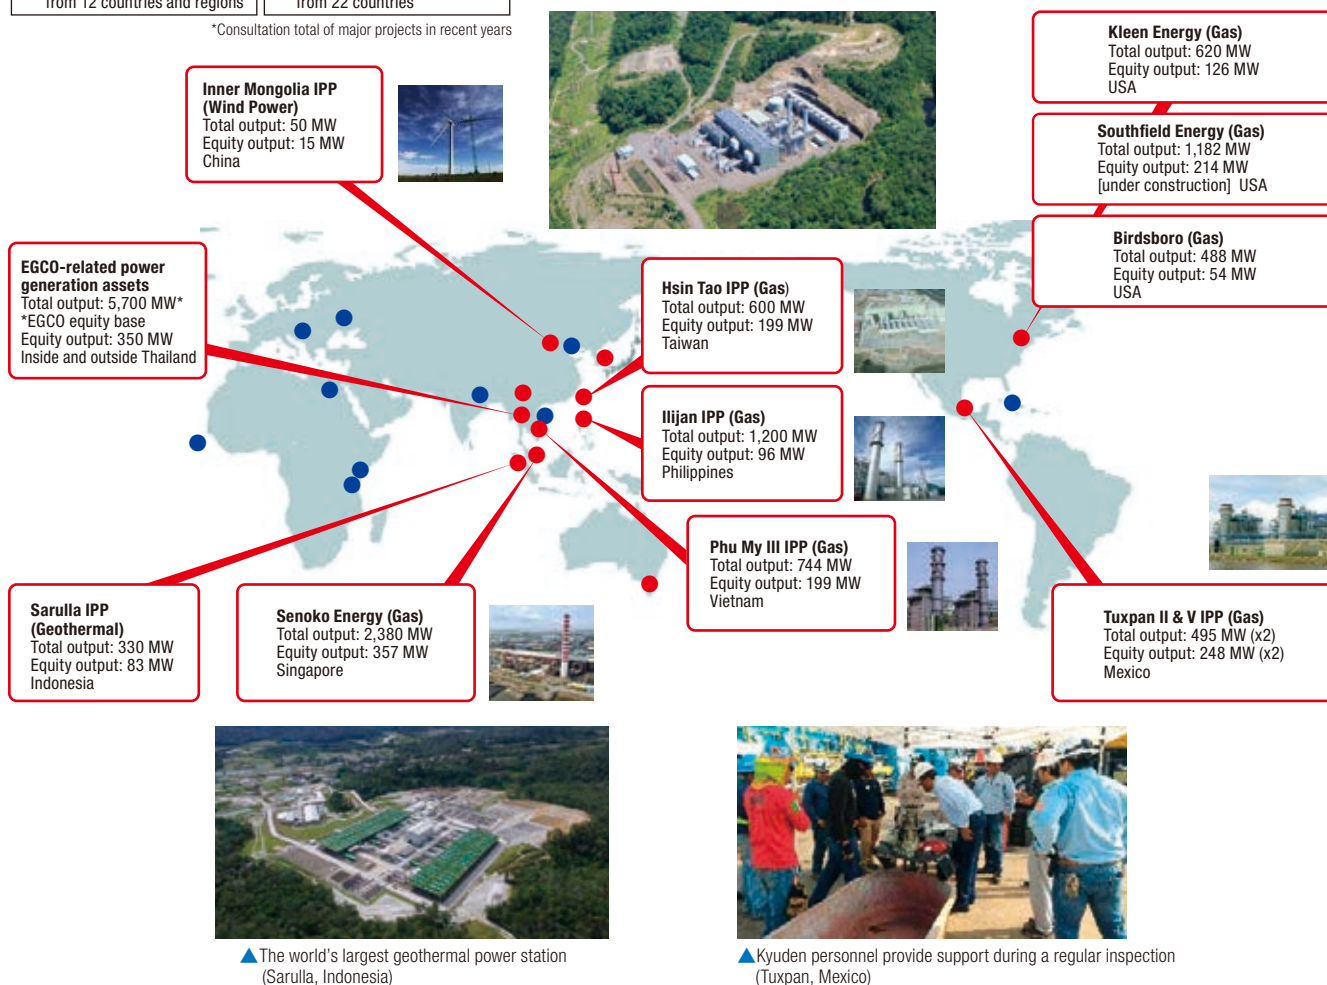 from 12 countries and regions
from 22 countries
*Consultation total of major projects in recent years
Kleen Energy (Gas)
Total output: 620 MW
Equity output: 126 MW
USA
Inner Mongolia IPP
(Wind Power)
Total output: 50 MW
Equity output: 15 MW
China
Southfield Energy (Gas)
Total output: 1,182 MW
Equity output: 214 MW
[under construction] USA
Birdsboro (Gas)
Total output: 488 MW
Equity output: 54 MW
USA
EGCO-related power
generation assets
Total output: 5,700 MW*
*EGCO equity base
Equity output: 350 MW
Inside and outside Thailand
Hsin Tao IPP (Gas)
Total output: 600 MW
Equity output: 199 MW
Taiwan
Ilijan IPP (Gas)
Total output: 1,200 MW
Equity output: 96 MW
Philippines
Phu My III IPP (Gas)
Total output: 744 MW
Equity output: 199 MW
Vietnam
Sarulla IPP
(Geothermal)
Total output: 330 MW
Equity output: 83 MW
Indonesia
Senoko Energy (Gas)
Total output: 2,380 MW
Equity output: 357 MW
Singapore
Tuxpan II & V IPP (Gas)
Total output: 495 MW (x2)
Equity output: 248 MW (x2)
Mexico
▲The world's largest geothermal power station
(Sarulla, Indonesia)
▲Kyuden personnel provide support during a regular inspection
(Tuxpan, Mexico)